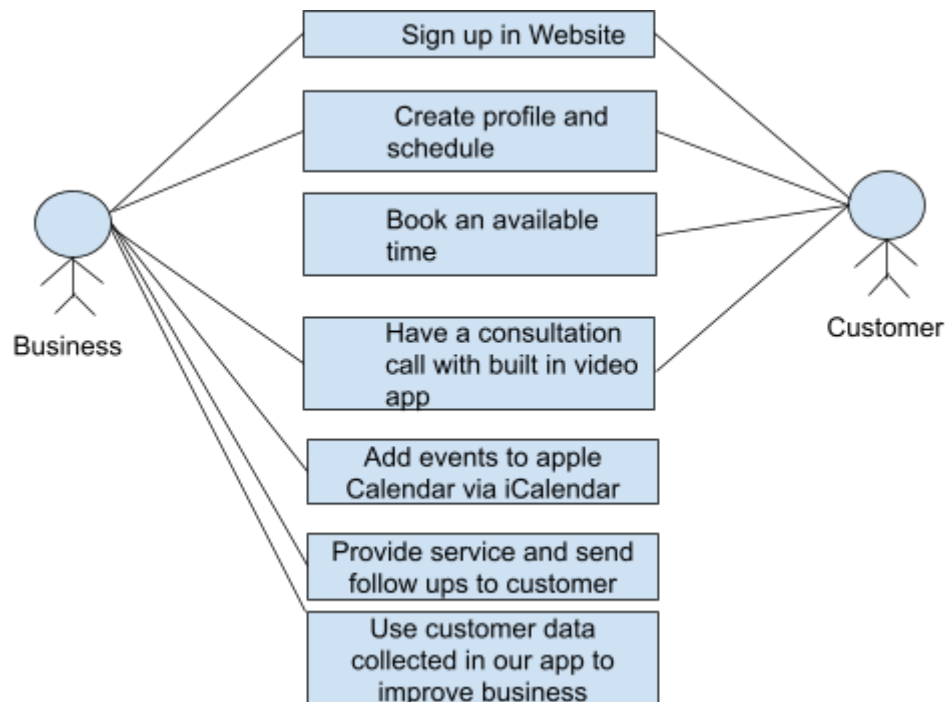 Sign up in Website
Create profile and
schedule
Book an available
time
Business
Have a consultation
call with built in video
app
Customer
Add events to apple
Calendar via iCalendar
Provide service and send
follow ups to customer
Use customer data
collected in our app to
improve business